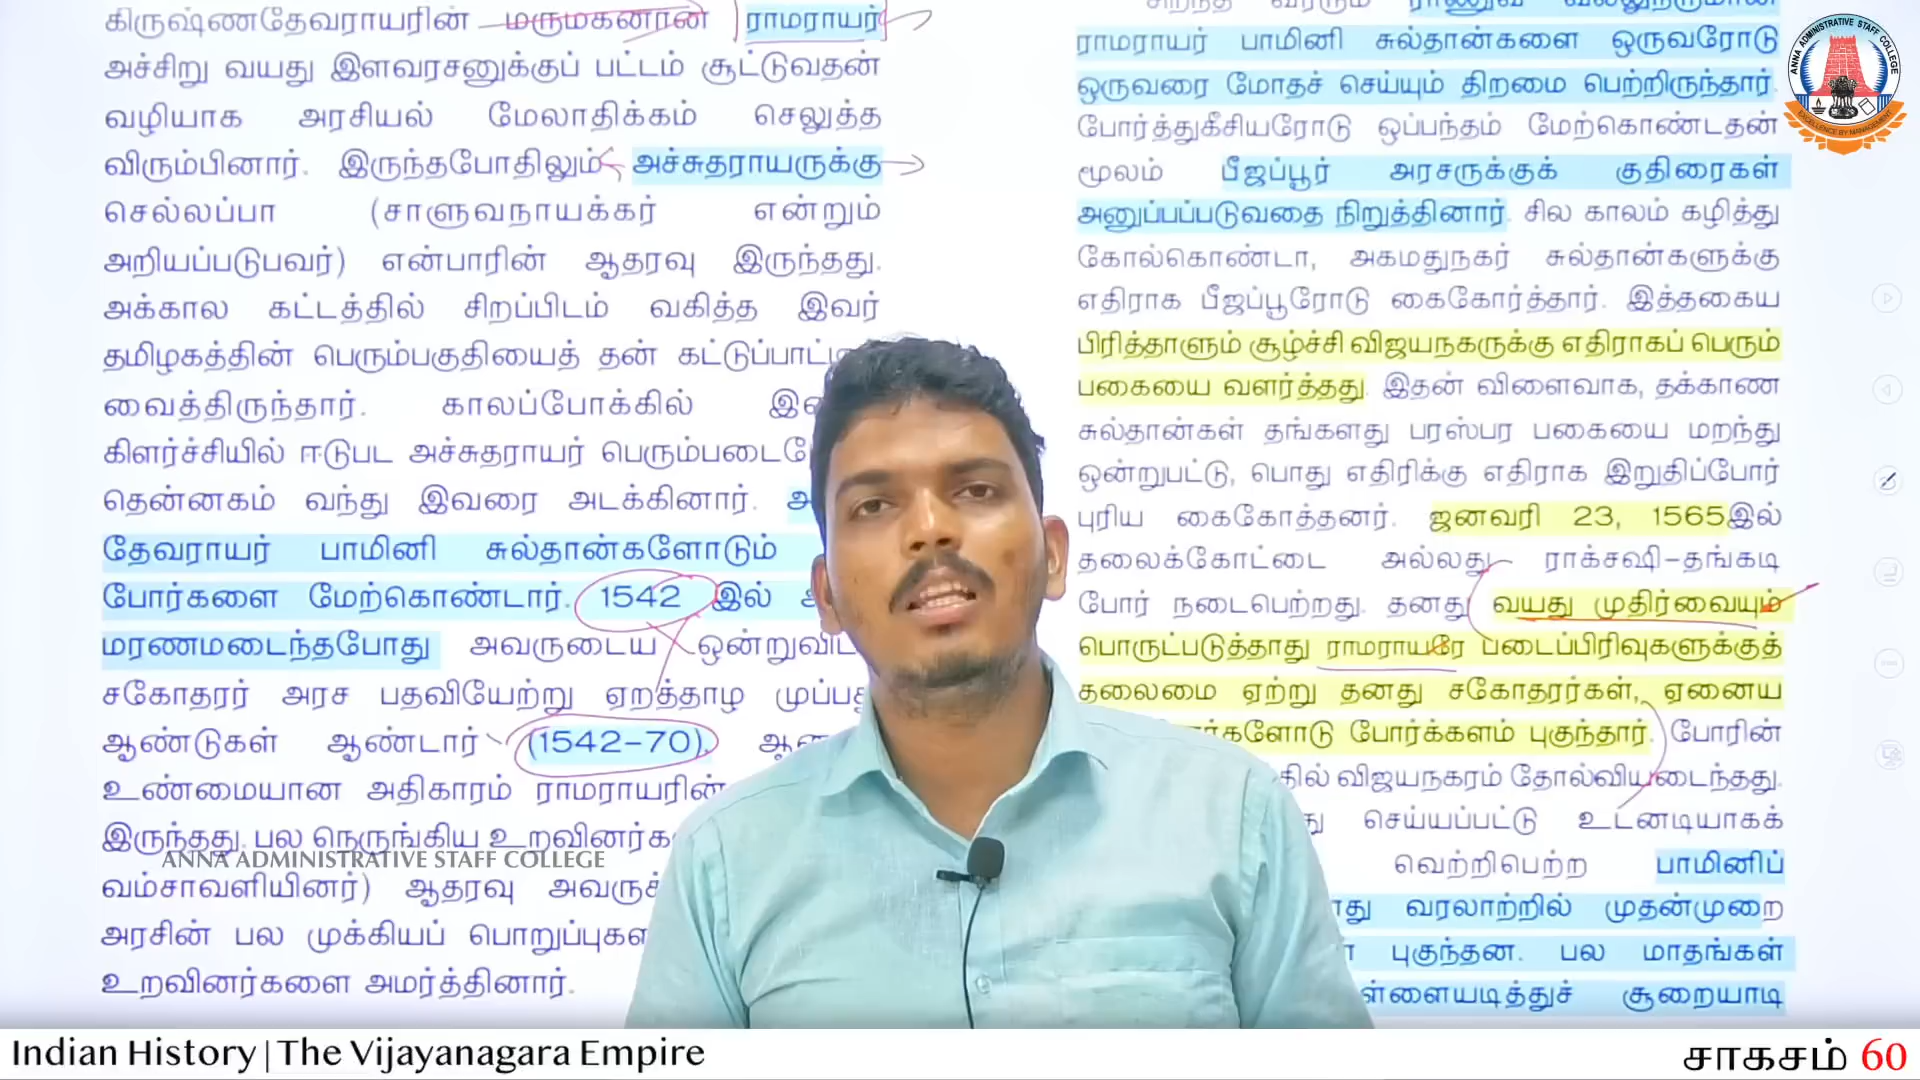 கிருஷ்ணதேவராயரின் மருமகனான ராமராயர்
அச்சிறு வயது இளவரசனுக்குப் பட்டம் சூட்டுவதன்
வழியாக அரசியல் மேலாதிக்கம் செலுத்த
விரும்பினார். இருந்தபோதிலும் அச்சுதராயருக்கு
செல்லப்பா (சாளுவநாயக்கர் என்றும்
அறியப்படுபவர்) என்பாரின் ஆதரவு இருந்தது.
அக்கால கட்டத்தில் சிறப்பிடம் வகித்த இவர்
தமிழகத்தின் பெரும்பகுதியைத் தன்
வைத்திருந்தார். காலப்போக்கில்
கிளர்ச்சியில் ஈடுபட அச்சுதராயர்
தென்னகம் வந்து இவரை அடக்கினார்.
தேவராயர் பாமினி சுல்தான்களோடும்
போர்களை மேற்கொண்டார். 1542 இல்
மரணமடைந்தபோது அவருடைய
சகோதரர் அரச பதவியேற்று ஏறத்தாழ
ஆண்டுகள் ஆண்டார் (1542-70).
உண்மையான அதிகாரம் ராமராயரின்
இருந்தது. பல நெருங்கிய
ANNA ADMINISTRATIVE STAFF COLLEGE
வம்சாவளியினர்) ஆதரவு
அரசின் பல முக்கியப்
உறவினர்களை அமர்த்தினார்.
ராமராயர் பாமினி சுல்தான்களை ஒருவரோடு
ஒருவரை மோதச் செய்யும் திறமை பெற்றிருந்தார்.
போர்த்துகீசியரோடு ஒப்பந்தம் மேற்கொண்டதன்
மூலம் பீஜப்பூர் அரசருக்குக் குதிரைகள்
அனுப்பப்படுவதை நிறுத்தினார். சில காலம் கழித்து
கோல்கொண்டா, அகமதுநகர் சுல்தான்களுக்கு
எதிராக பீஜப்பூரோடு கைகோர்த்தார். இத்தகைய
பிரித்தாளும் சூழ்ச்சி விஜயநகருக்கு எதிராகப் பெரும்
பகையை வளர்த்தது. இதன் விளைவாக, தக்காண
சுல்தான்கள் தங்களது பரஸ்பர பகையை மறந்து
ஒன்றுபட்டு, பொது எதிரிக்கு எதிராக இறுதிப்போர்
புரிய கைகோத்தனர். ஜனவரி 23, 1565இல்
தலைக்கோட்டை அல்லது ராக்சஷி-தங்கடி
போர் நடைபெற்றது. தனது வயது முதிர்வையும்
பொருட்படுத்தாது ராமராயரே படைப்பிரிவுகளுக்குத்
தலைமை ஏற்று தனது சகோதரர்கள், ஏனைய
போர்க்களம் புகுந்தார். போரின்
விஜயநகரம் தோல்வியடைந்தது.
செய்யப்பட்டு உடனடியாகக்
வெற்றிபெற்ற பாமினிப்
வரலாற்றில் முதன்முறை
புகுந்தன. பல மாதங்கள்
சூறையாடி
ANNA ADMINISTRATIVE STAFF COLLEGE
EXCELLENCE BY MANAGEMENT
Indian History | The Vijayanagara Empire
சாகசம் 60